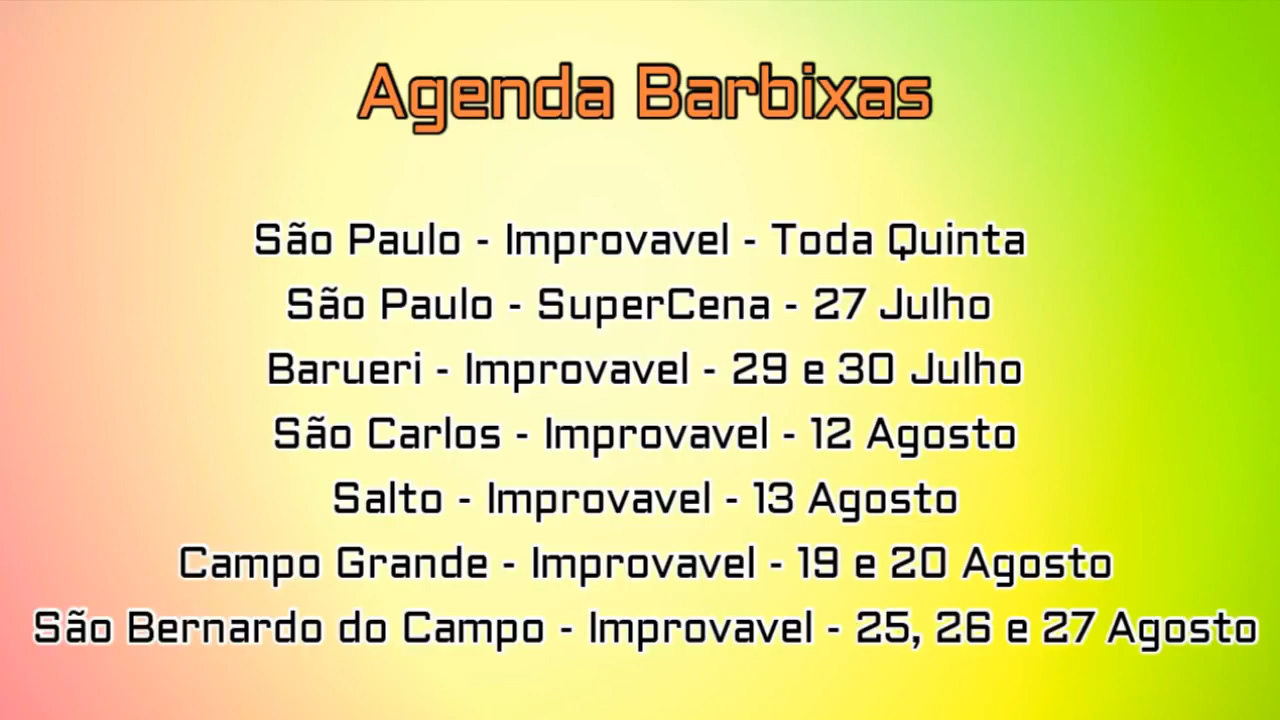 Agenda Barbixas
São Paulo - Improvavel - Toda Quinta
São Paulo - SuperCena - 27 Julho
Barueri - Improvavel - 29 e 30 Julho
São Carlos - Improvavel - 12 Agosto
Salto - Improvavel - 13 Agosto
Campo Grande - Improvavel - 19 e 20 Agosto
São Bernardo do Campo - Improvavel - 25, 26 e 27 Agosto